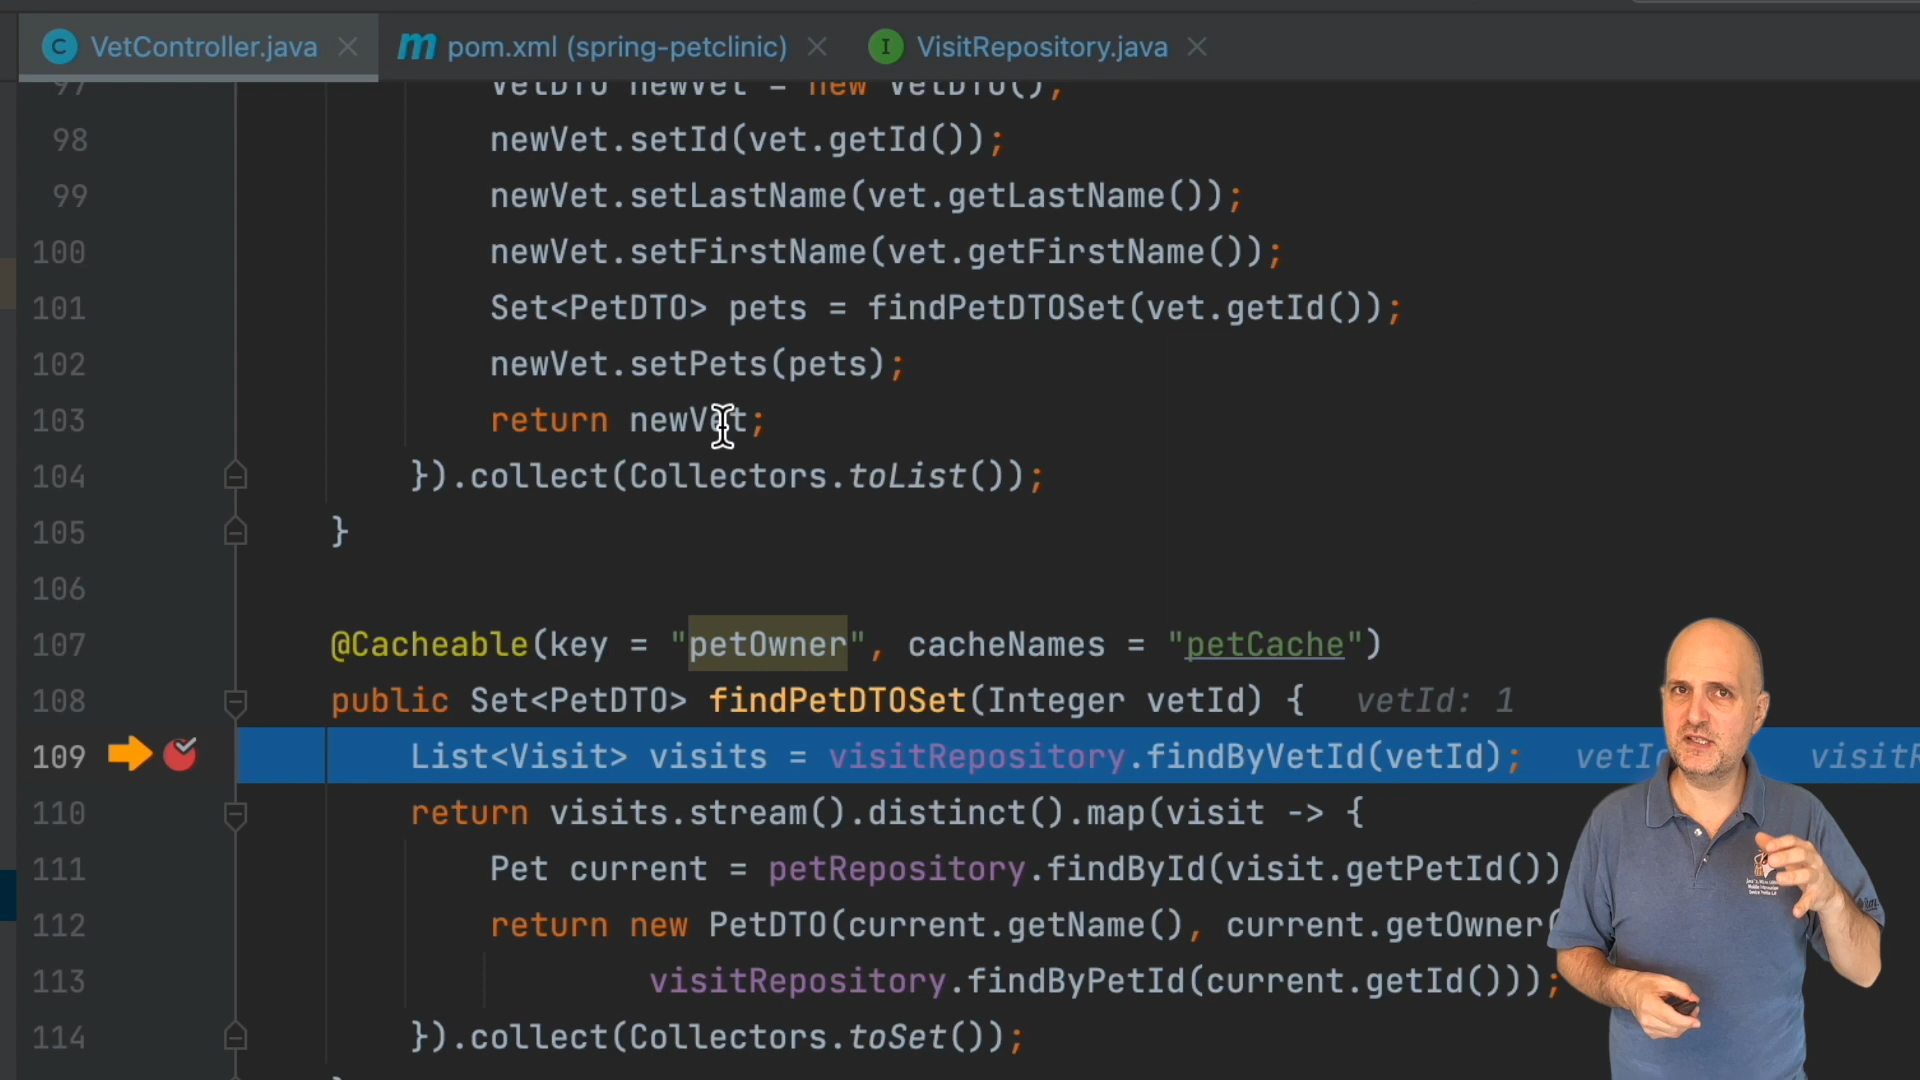 VetController.java
pom.xml (spring-petclinic)
VisitRepository.java
97 VetDTO newVet = new VetDTO();
98 newVet.setId(vet.getId());
99 newVet.setLastName(vet.getLastName());
100 newVet.setFirstName(vet.getFirstName());
101 Set<PetDTO> pets = findPetDTOSet(vet.getId());
102 newVet.setPets(pets);
103 return newVet;
104 }).collect(Collectors.toList());
105 }
106
107 @Cacheable(key = "petOwner", cacheNames = "petCache")
108 public Set<PetDTO> findPetDTOSet(Integer vetId) { vetId: 1
109 List<Visit> visits = visitRepository.findByVetId(vetId); vetI visitR
110 return visits.stream().distinct().map(visit -> {
111 Pet current = petRepository.findById(visit.getPetId())
112 return new PetDTO(current.getName(), current.getOwner(
113 visitRepository.findByPetId(current.getId()));
114 }).collect(Collectors.toSet());